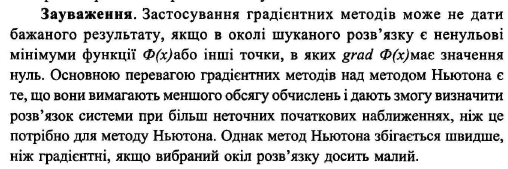 Зауваження. Застосування градієнтних методів може не дати
бажаного результату, якщо в околі шуканого розв'язку є ненульові
мінімуми функції Ф(x)або інші точки, в яких grad Ф(x)має значення
нуль. Основною перевагою градієнтних методів над методом Ньютона є
те, що вони вимагають меншого обсягу обчислень і дають змогу визначити
розв'язок системи при більш неточних початкових наближеннях, ніж це
потрібно для методу Ньютона. Однак метод Ньютона збігається швидше,
ніж градієнтні, якщо вибраний окіл розв'язку досить малий.